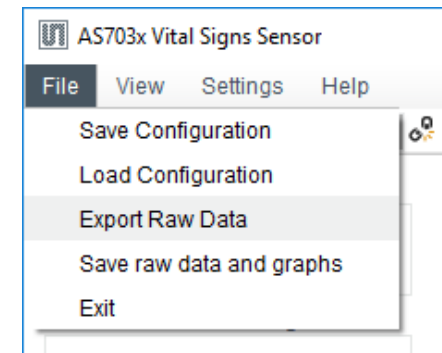 AS703x Vital Signs Sensor
File View Settings Help
Save Configuration
Load Configuration
Export Raw Data
Save raw data and graphs
Exit